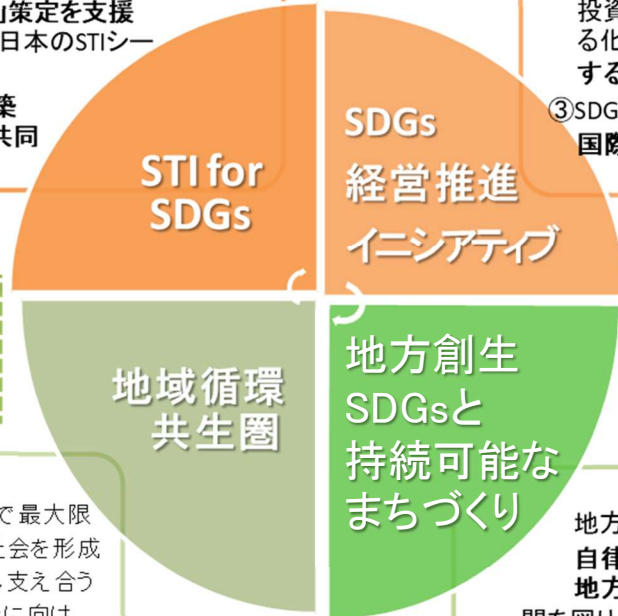 策定を支援
日本のSTIシー
築
共同
投資
る化
する
③SDG
国際
STI for
SDGs
SDGs
経営推進
イニシアティブ
地域循環
共生圏
地方創生
SDGsと
持続可能な
まちづくり
で最大限
社会を形成
支え合う
に向け
地方
自律
地方